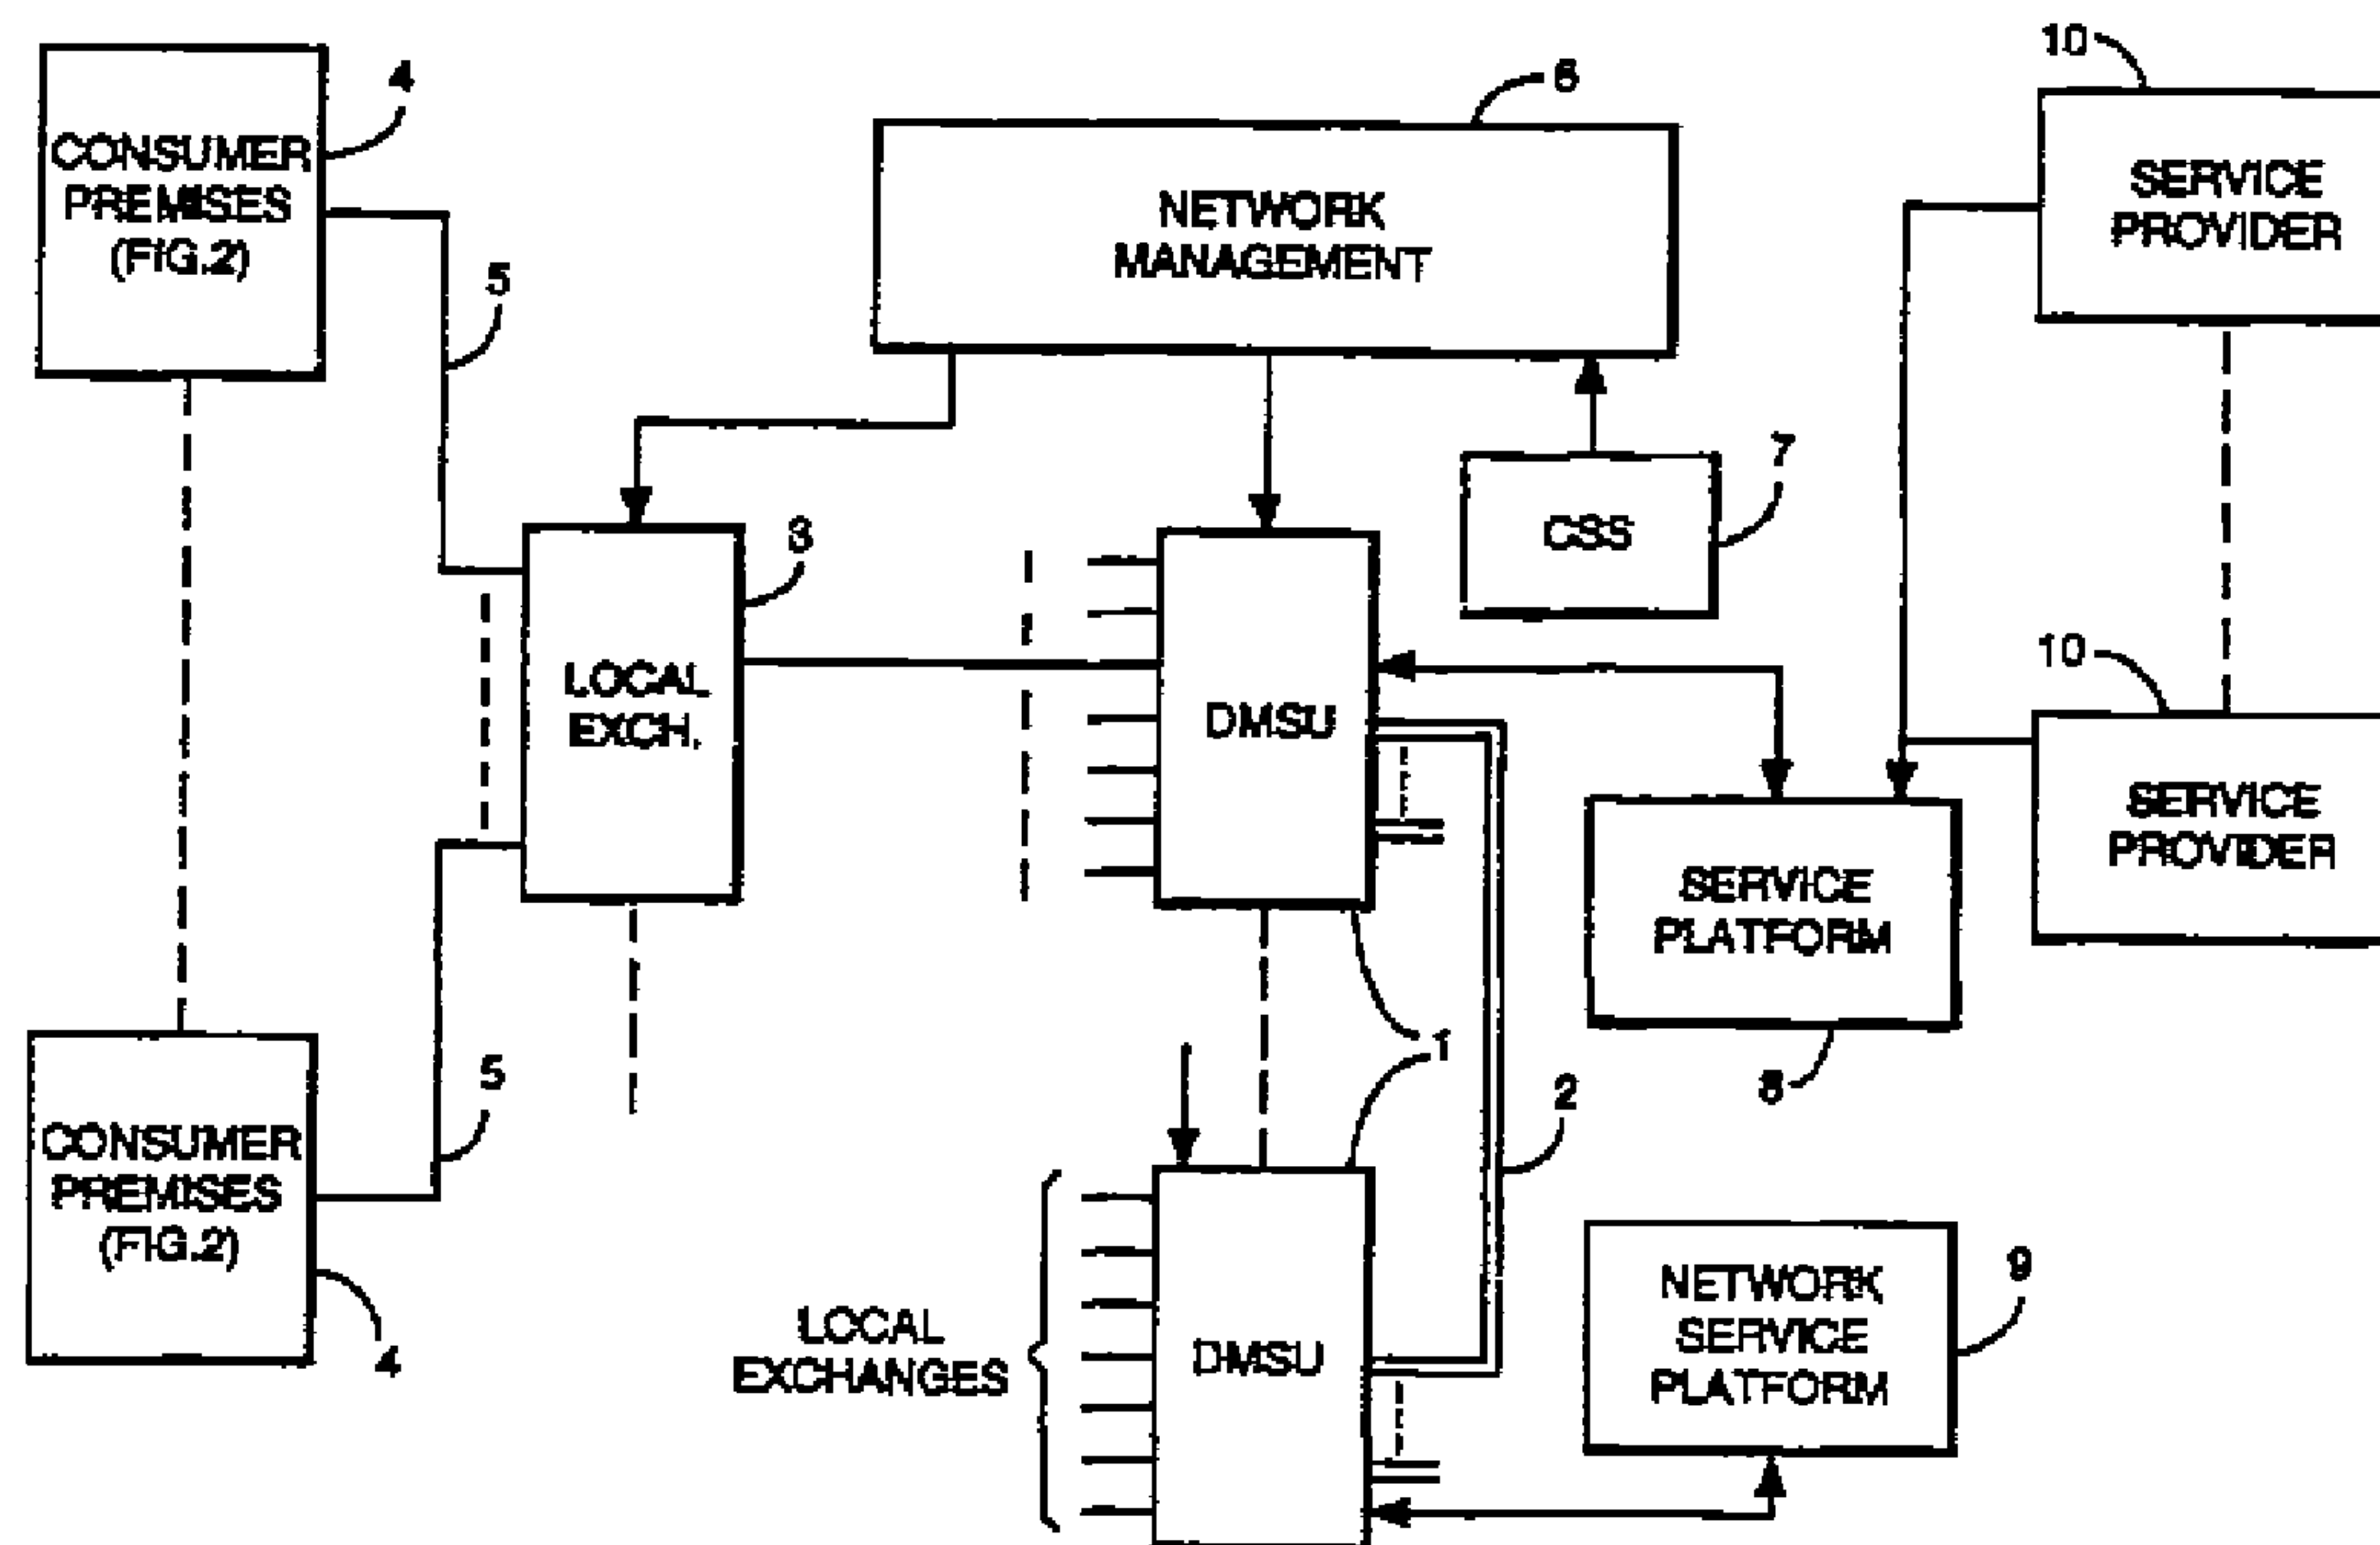 4
CONSUMER
PREMISES
(FIG.2)
5
6
NETWORK
MANAGEMENT
10
SERVICE
PROVIDER
7
CSS
3
LOCAL
EXCH.
DMSU
10
SERVICE
PROVIDER
SERVICE
PLATFORM
8
1
2
5
CONSUMER
PREMISES
(FIG.2)
4
LOCAL
EXCHANGES
DMSU
NETWORK
SERVICE
PLATFORM
9